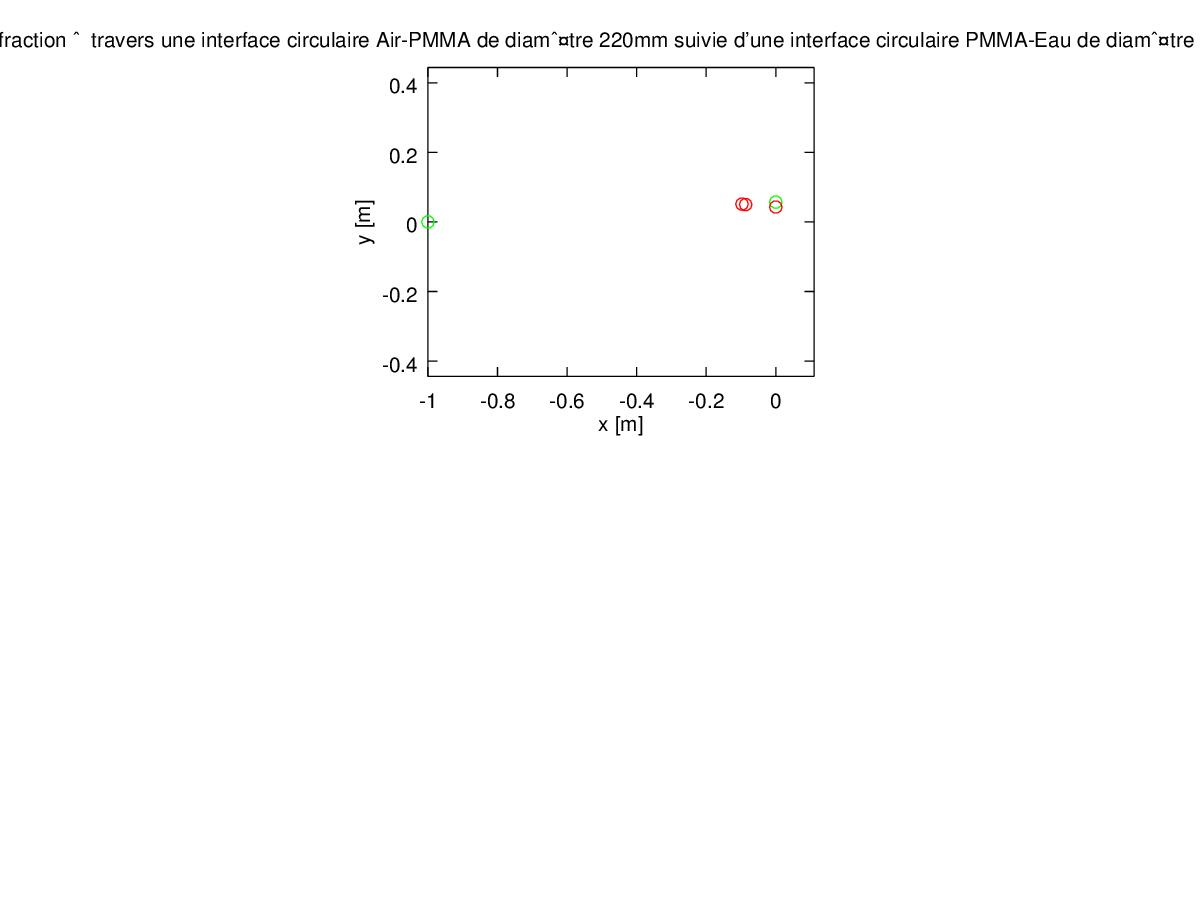 fraction ˆ travers une interface circulaire Air-PMMA de diamˆ¤tre 220mm suivie d'une interface circulaire PMMA-Eau de diamˆ¤tre
0.4
0.2
0
-0.2
-0.4
y [m]
-1 -0.8 -0.6 -0.4 -0.2 0
x [m]